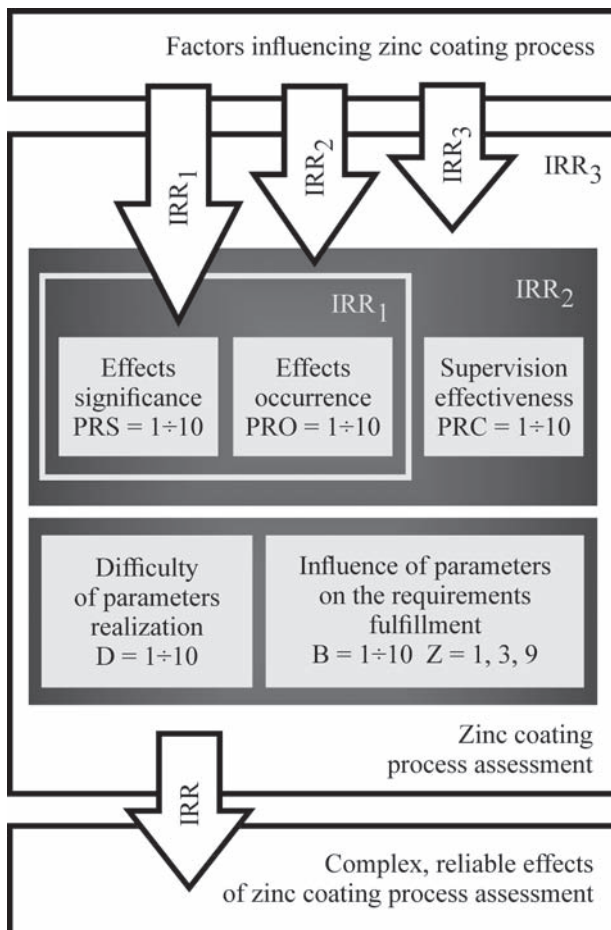 Factors influencing zinc coating process
IRR1
IRR2
IRR3
IRR3
IRR2
IRR1
Effects
significance
PRS = 1÷10
Effects
occurrence
PRO = 1÷10
Supervision
effectiveness
PRC = 1÷10
Difficulty
of parameters
realization
D = 1÷10
Influence of parameters
on the requirements
fulfillment
B = 1÷10 Z = 1, 3, 9
Zinc coating
process assessment
IRR
Complex, reliable effects
of zinc coating process assessment